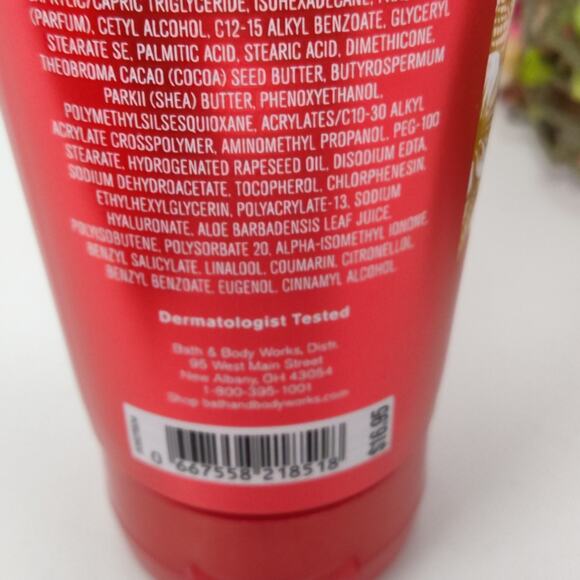 CAPRYLIC/CAPRIC TRIGLYCERIDE, ISOHEXADECANE,
(PARFUM), CETYL ALCOHOL, C12-15 ALKYL BENZOATE, GLYCERYL
STEARATE SE, PALMITIC ACID, STEARIC ACID, DIMETHICONE,
THEOBROMA CACAO (COCOA) SEED BUTTER, BUTYROSPERMUM
PARKII (SHEA) BUTTER, PHENOXYETHANOL,
POLYMETHYLSILSESQUIOXANE, ACRYLATES/C10-30 ALKYL
ACRYLATE CROSSPOLYMER, AMINOMETHYL PROPANOL, PEG-100
STEARATE, HYDROGENATED RAPESEED OIL, DISODIUM EDTA,
SODIUM DEHYDROACETATE, TOCOPHEROL, CHLORPHENESIN,
ETHYLHEXYLGLYCERIN, POLYACRYLATE-13, SODIUM
HYALURONATE, ALOE BARBADENSIS LEAF JUICE,
POLYISOBUTENE, POLYSORBATE 20, ALPHA-ISOMETHYL IONONE,
BENZYL SALICYLATE, LINALOOL, COUMARIN, CITRONELLOL,
BENZYL BENZOATE, EUGENOL, CINNAMYL ALCOHOL.
Dermatologist Tested
Bath & Body Works, Distr.
95 West Main Street
New Albany, OH 43054
1-800-395-1001
Shop bathandbodyworks.com
$16.95
0 667558 218518